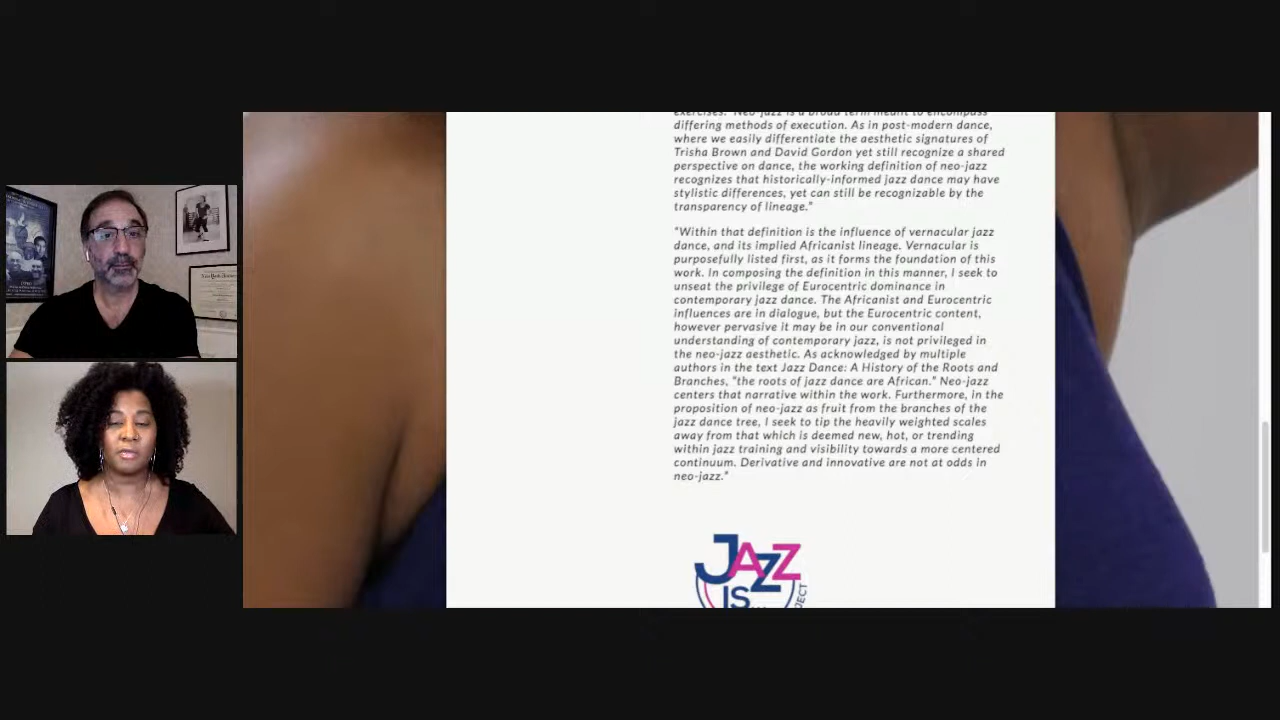 exercises. "Neo-jazz is a broad term meant to encompass
differing methods of execution. As in post-modern dance,
where we easily differentiate the aesthetic signatures of
Trisha Brown and David Gordon yet still recognize a shared
perspective on dance, the working definition of neo-jazz
recognizes that historically-informed jazz dance may have
stylistic differences, yet can still be recognizable by the
transparency of lineage."
"Within that definition is the influence of vernacular jazz
dance, and its implied Africanist lineage. Vernacular is
purposefully listed first, as it forms the foundation of this
work. In composing the definition in this manner, I seek to
unseat the privilege of Eurocentric dominance in
contemporary jazz dance. The Africanist and Eurocentric
influences are in dialogue, but the Eurocentric content,
however pervasive it may be in our conventional
understanding of contemporary jazz, is not privileged in
the neo-jazz aesthetic. As acknowledged by multiple
authors in the text Jazz Dance: A History of the Roots and
Branches, "the roots of jazz dance are African." Neo-jazz
centers that narrative within the work. Furthermore, in the
proposition of neo-jazz as fruit from the branches of the
jazz dance tree, I seek to tip the heavily weighted scales
away from that which is deemed new, hot, or trending
within jazz training and visibility towards a more centered
continuum. Derivative and innovative are not at odds in
neo-jazz."
JAZZ
IS